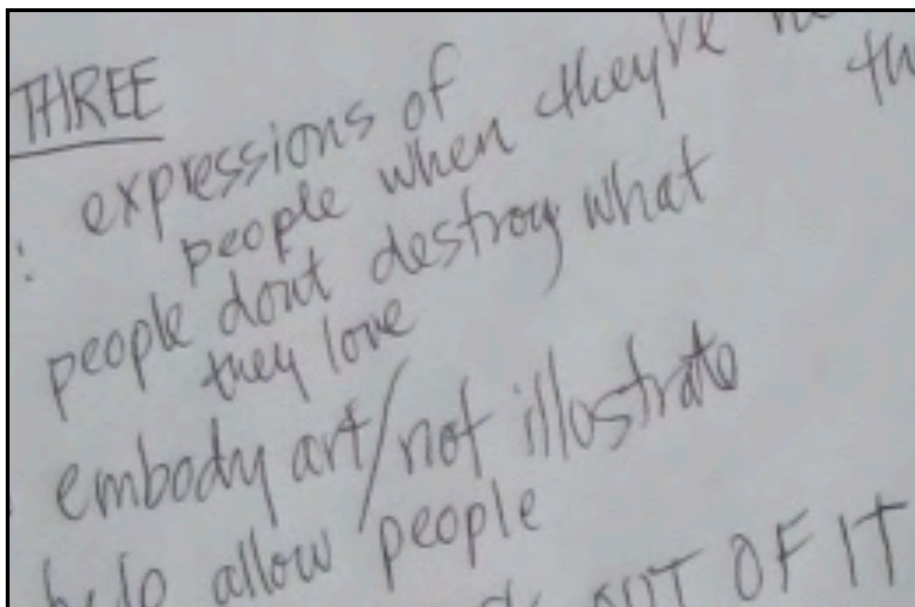 THREE
: expressions of
people when they're
people dont destroy what
they love
embody art/not illustrate
help allow people
OUT OF IT